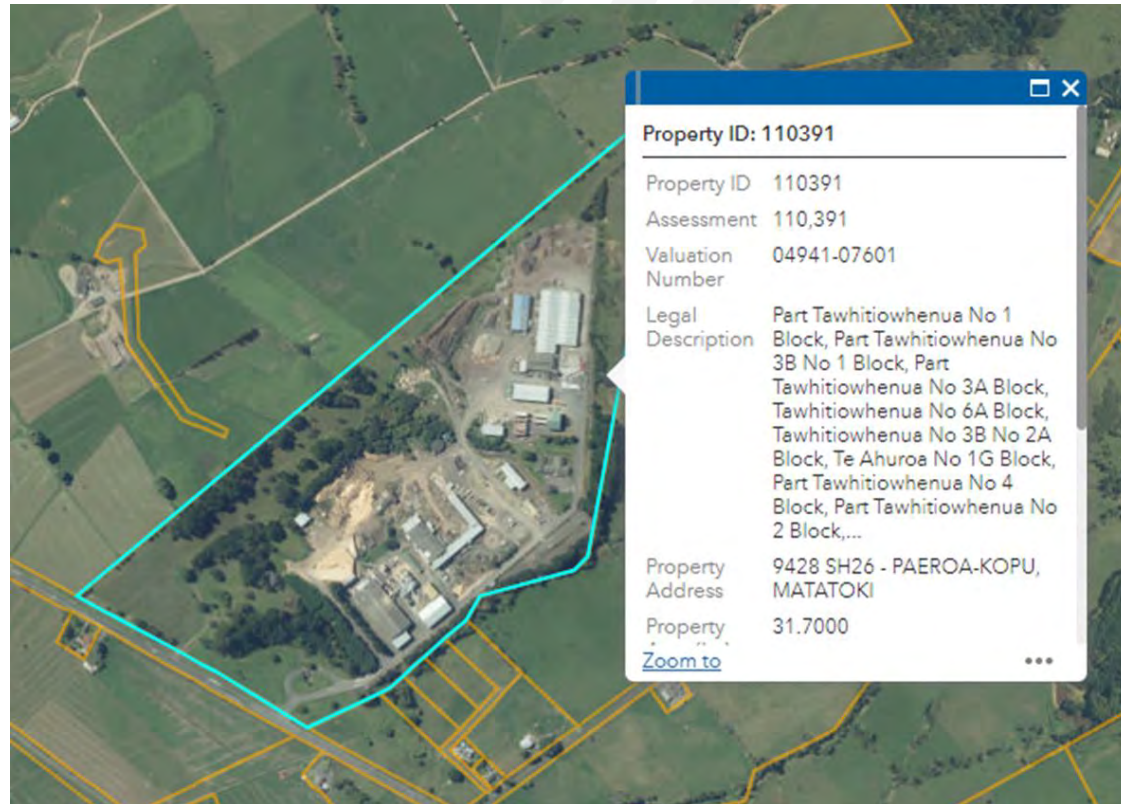 Property ID: 110391
Property ID 110391
Assessment 110,391
Valuation Number 04941-07601
Legal Description Part Tawhitiowhenua No 1
Block, Part Tawhitiowhenua No
3B No 1 Block, Part
Tawhitiowhenua No 3A Block,
Tawhitiowhenua No 6A Block,
Tawhitiowhenua No 3B No 2A
Block, Te Ahuroa No 1G Block,
Part Tawhitiowhenua No 4
Block, Part Tawhitiowhenua No
2 Block,...
Property Address 9428 SH26 - PAEROA-KOPU,
MATATOKI
Property 31.7000
Zoom to